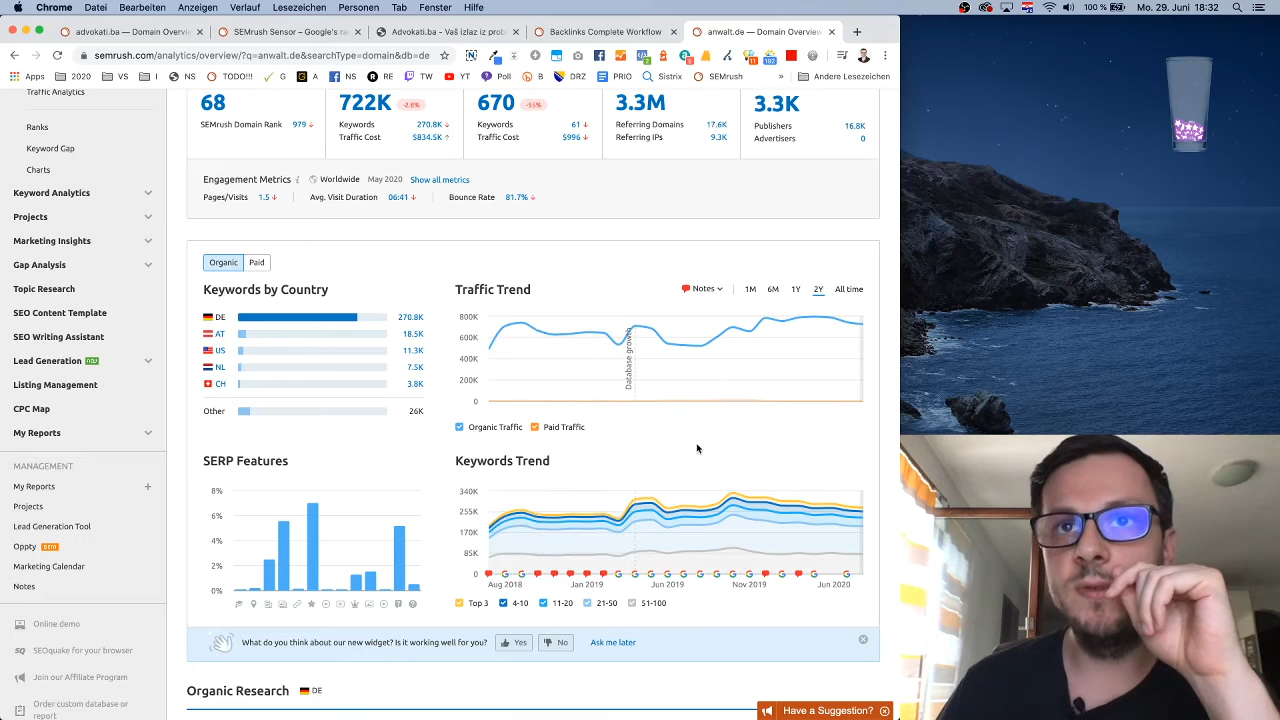 Chrome Ablage Bearbeiten Darstellung Verlauf Lesezeichen Personen Tab Fenster Hilfe 100 % Mo. 29. Juni 18:32
advokati.ba — Domain Overvie SEMrush Sensor – Google's ra Advokati.ba - Vaš izlaz iz prob Backlinks Complete Workflow anwalt.de — Domain Overview
semrush.com/analytics/overview/?q=anwalt.de&searchType=domain&db=de
Apps 2020 VS I NS TODO!!! G A NS RE TW YT Poll B DRZ PRIO Sistrix SEMrush » Andere Lesezeichen
Traffic Analytics
Ranks
Keyword Gap
Charts
Keyword Analytics
Projects
Marketing Insights
Gap Analysis
Topic Research
SEO Content Template
SEO Writing Assistant
Lead Generation
Listing Management
CPC Map
My Reports
MANAGEMENT
My Reports +
Projects
Lead Generation Tool
Oppty BETA
Marketing Calendar
Notes
Online demo
SEOquake for your browser
Join our Affiliate Program
Order custom database or
report
68
SEMrush Domain Rank 979 ↓
722K -2.8%
Keywords 270.8K ↓
Traffic Cost $834.5K ↑
670 -55%
Keywords 61 ↓
Traffic Cost $996 ↓
3.3M
Referring Domains 17.6K
Referring IPs 9.3K
3.3K
Publishers 16.8K
Advertisers 0
Engagement Metrics i Worldwide May 2020 Show all metrics
Pages/Visits 1.5 ↓ Avg. Visit Duration 06:41 ↓ Bounce Rate 81.7% ↓
Organic Paid
Keywords by Country
DE 270.8K
AT 18.5K
US 11.3K
NL 7.5K
CH 3.8K
Other 26K
Traffic Trend
Notes 1M 6M 1Y 2Y All time
800K
600K
400K
200K
0
Database growth
Organic Traffic Paid Traffic
SERP Features
8%
6%
4%
2%
0%
Keywords Trend
340K
255K
170K
85K
0
Aug 2018 Jan 2019 Jun 2019 Nov 2019 Jun 2020
Top 3 4-10 11-20 21-50 51-100
What do you think about our new widget? Is it working well for you? Yes No Ask me later
Organic Research DE
Have a Suggestion?